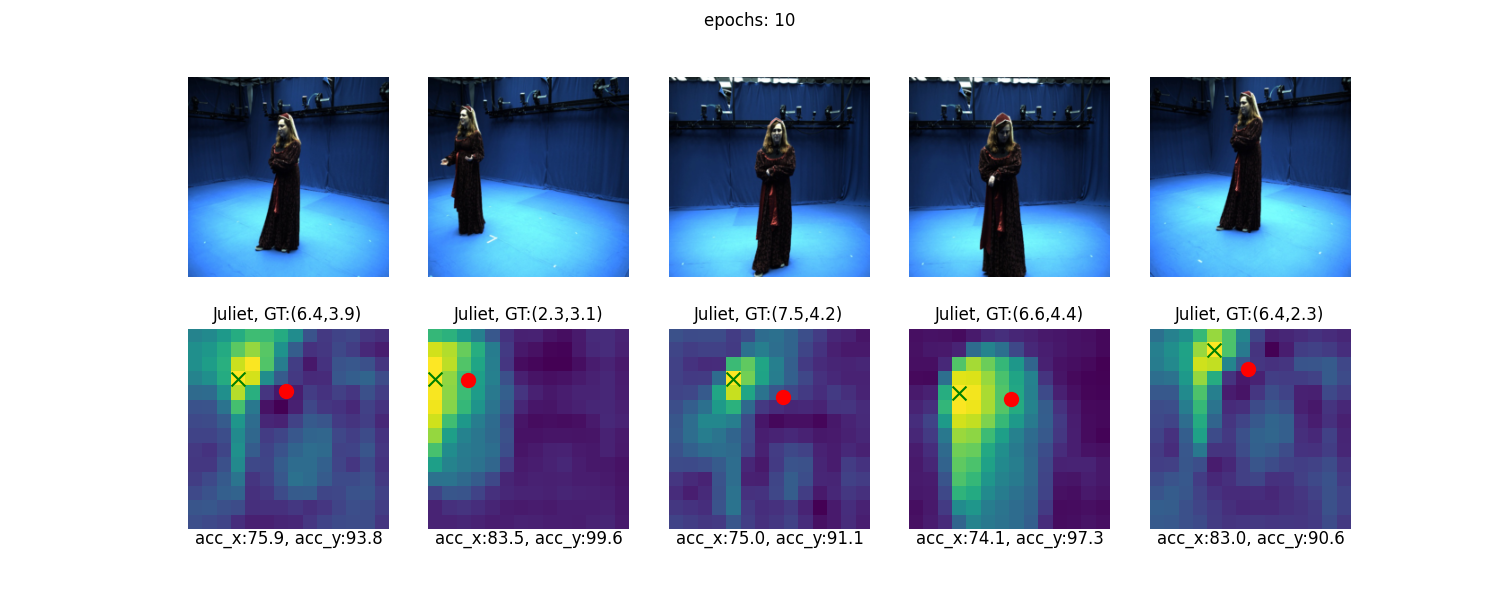 epochs: 10
Juliet, GT:(6.4,3.9)
Juliet, GT:(2.3,3.1)
Juliet, GT:(7.5,4.2)
Juliet, GT:(6.6,4.4)
Juliet, GT:(6.4,2.3)
acc_x:75.9, acc_y:93.8
acc_x:83.5, acc_y:99.6
acc_x:75.0, acc_y:91.1
acc_x:74.1, acc_y:97.3
acc_x:83.0, acc_y:90.6